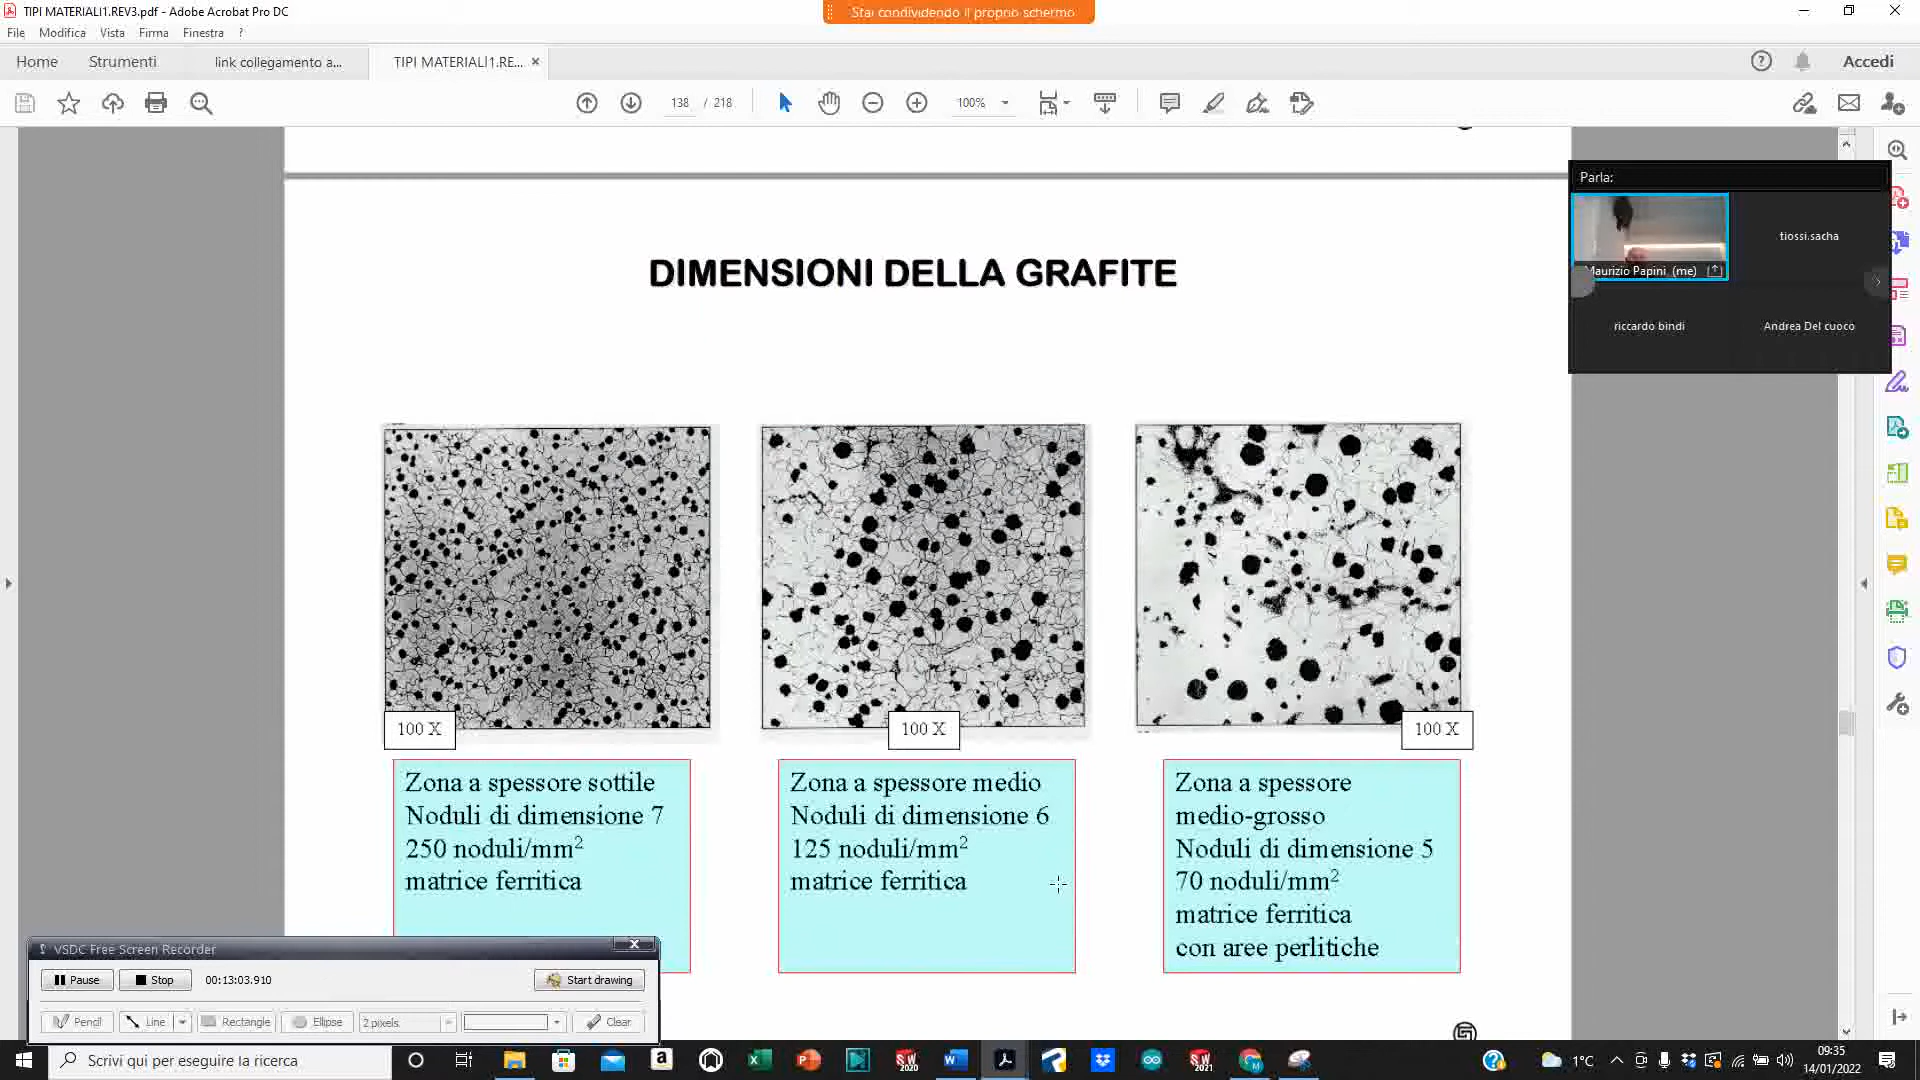 TIPI MATERIALI1.REV3.pdf - Adobe Acrobat Pro DC
Stai condividendo il proprio schermo
File Modifica Vista Firma Finestra ?
Home Strumenti link collegamento a... TIPI MATERIALI1.RE... × Accedi
138 / 218 100%
Parla:
Maurizio Papini (me) tiossi.sacha
riccardo bindi Andrea Del cuoco
DIMENSIONI DELLA GRAFITE
100 X 100 X 100 X
Zona a spessore sottile
Noduli di dimensione 7
250 noduli/mm²
matrice ferritica
Zona a spessore medio
Noduli di dimensione 6
125 noduli/mm²
matrice ferritica
Zona a spessore
medio-grosso
Noduli di dimensione 5
70 noduli/mm²
matrice ferritica
con aree perlitiche
VSDC Free Screen Recorder
Pause Stop 00:13:03.910 Start drawing
Pencil Line Rectangle Ellipse 2 pixels Clear
Scrivi qui per eseguire la ricerca
1°C
09:35
14/01/2022